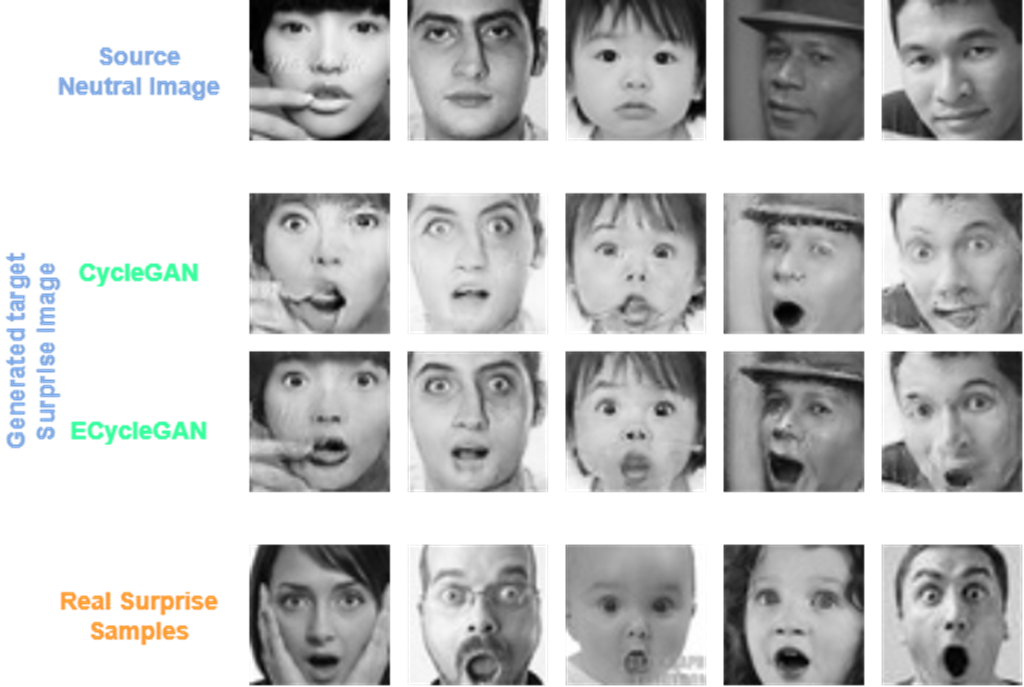 Source
Neutral Image
Generated target
Surprise Image
CycleGAN
ECycleGAN
Real Surprise
Samples